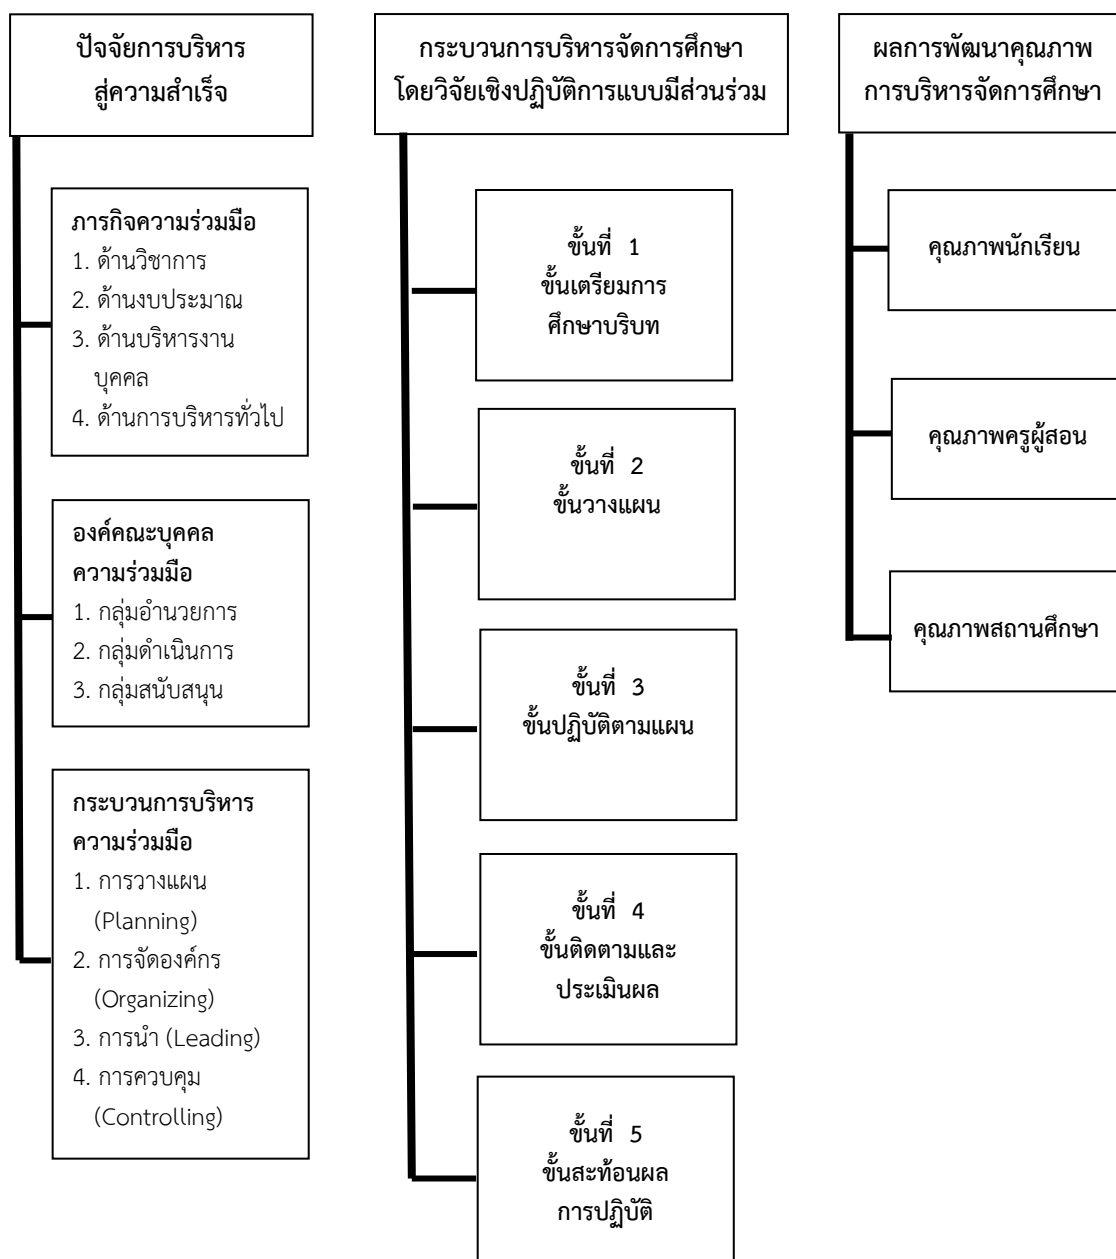 ปัจจัยการบริหาร
สู่ความสำเร็จ
ภารกิจความร่วมมือ
1. ด้านวิชาการ
2. ด้านงบประมาณ
3. ด้านบริหารงาน
บุคคล
4. ด้านการบริหารทั่วไป
องค์คณะบุคคล
ความร่วมมือ
1. กลุ่มอำนวยการ
2. กลุ่มดำเนินการ
3. กลุ่มสนับสนุน
กระบวนการบริหาร
ความร่วมมือ
1. การวางแผน
(Planning)
2. การจัดองค์กร
(Organizing)
3. การนำ (Leading)
4. การควบคุม
(Controlling)
กระบวนการบริหารจัดการศึกษา
โดยวิจัยเชิงปฏิบัติการแบบมีส่วนร่วม
ขั้นที่ 1
ขั้นเตรียมการ
ศึกษาบริบท
ขั้นที่ 2
ขั้นวางแผน
ขั้นที่ 3
ขั้นปฏิบัติตามแผน
ขั้นที่ 4
ขั้นติดตามและ
ประเมินผล
ขั้นที่ 5
ขั้นสะท้อนผล
การปฏิบัติ
ผลการพัฒนาคุณภาพ
การบริหารจัดการศึกษา
คุณภาพนักเรียน
คุณภาพครูผู้สอน
คุณภาพสถานศึกษา